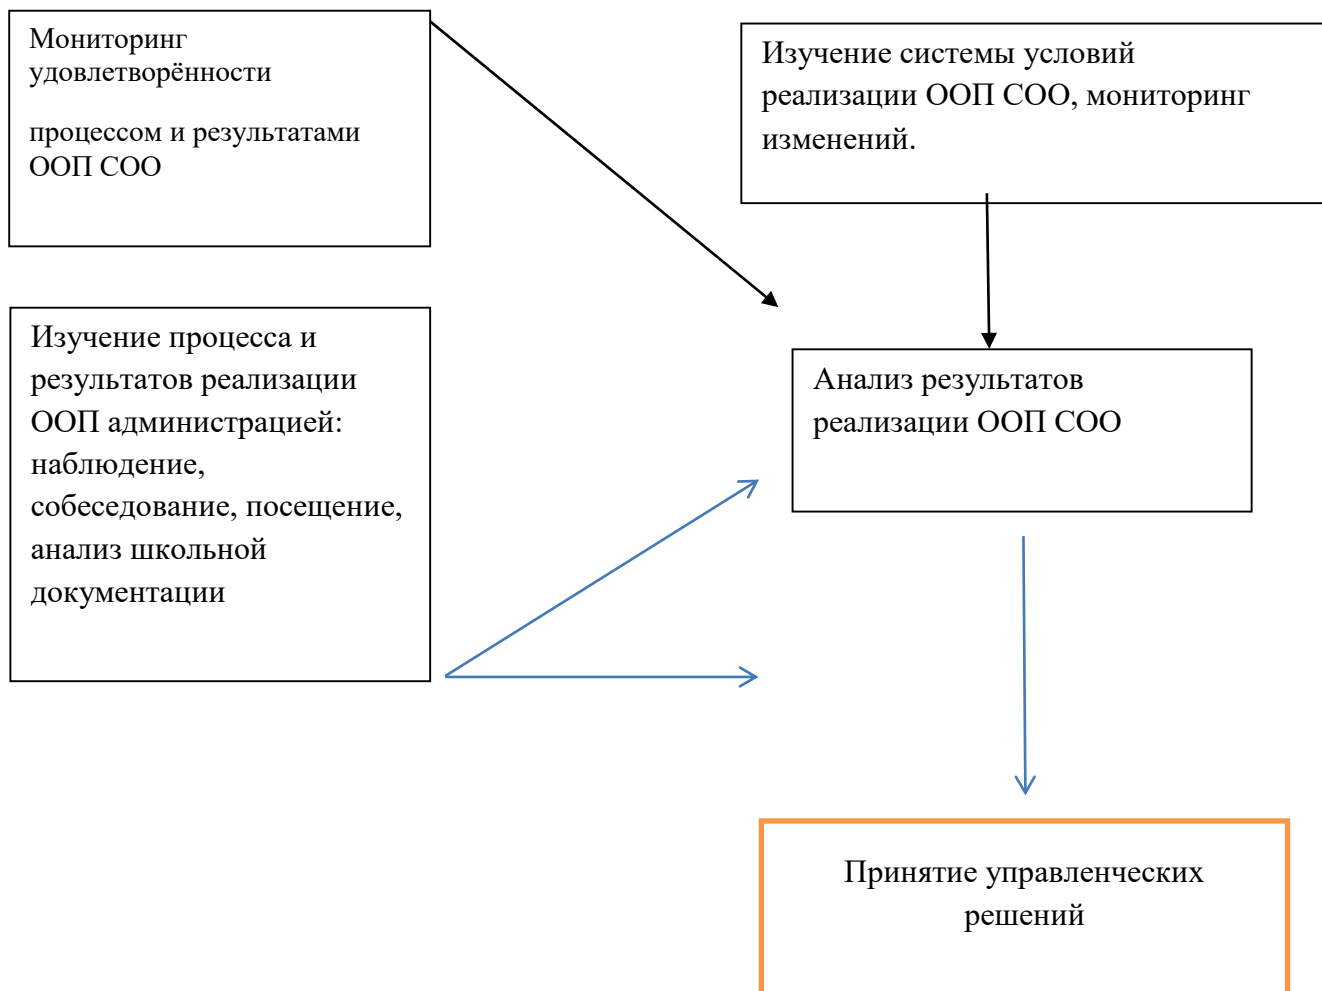 Мониторинг
удовлетворённости
процессом и результатами
ООП СОО
Изучение системы условий
реализации ООП СОО, мониторинг
изменений.
Изучение процесса и
результатов реализации
ООП администрацией:
наблюдение,
собеседование, посещение,
анализ школьной
документации
Анализ результатов
реализации ООП СОО
Принятие управленческих
решений